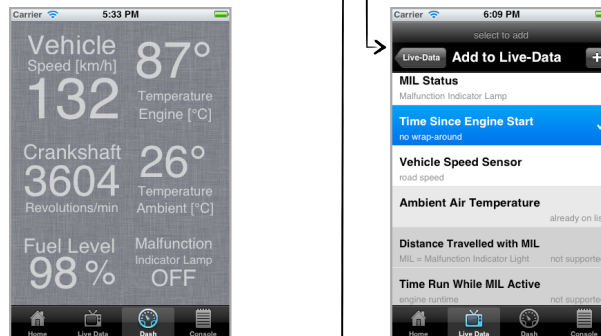 Carrier 5:33 PM
Vehicle
Speed [km/h]
132
87°
Temperature
Engine [°C]
Crankshaft
3604
Revolutions/min
26°
Temperature
Ambient [°C]
Fuel Level
98 %
Malfunction
Indicator Lamp
OFF
Home Live Data Dash Console
Carrier 6:09 PM
select to add
Live-Data Add to Live-Data +
MIL Status
Malfunction Indicator Lamp
Time Since Engine Start
no wrap-around
Vehicle Speed Sensor
road speed
Ambient Air Temperature
already on lis
Distance Travelled with MIL
MIL = Malfunction Indicator Light not supporte
Time Run While MIL Active
engine runtime not supporte
Home Live Data Dash Console